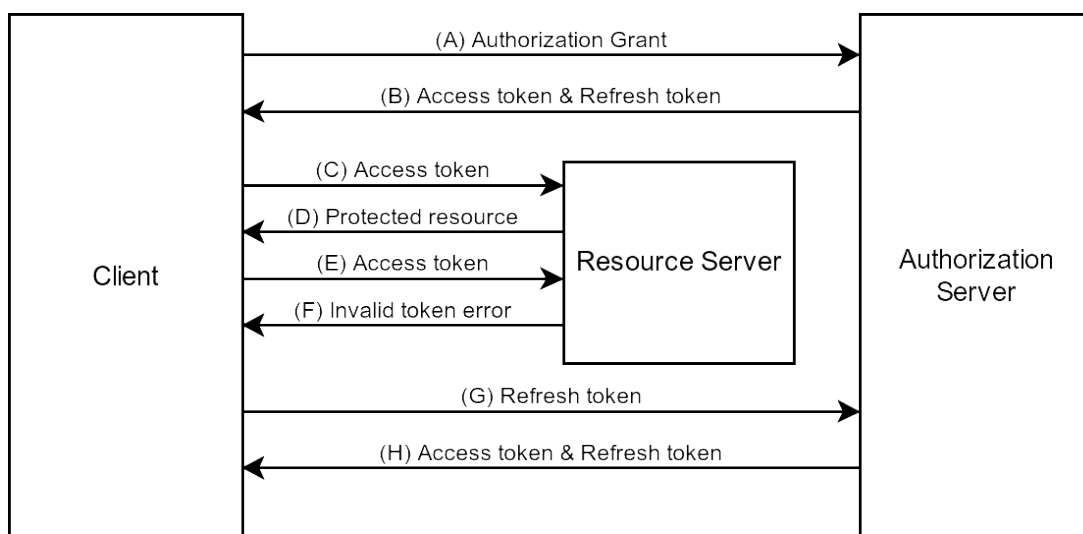 (A) Authorization Grant
(B) Access token & Refresh token
(C) Access token
(D) Protected resource
(E) Access token
(F) Invalid token error
Client
Resource Server
Authorization
Server
(G) Refresh token
(H) Access token & Refresh token